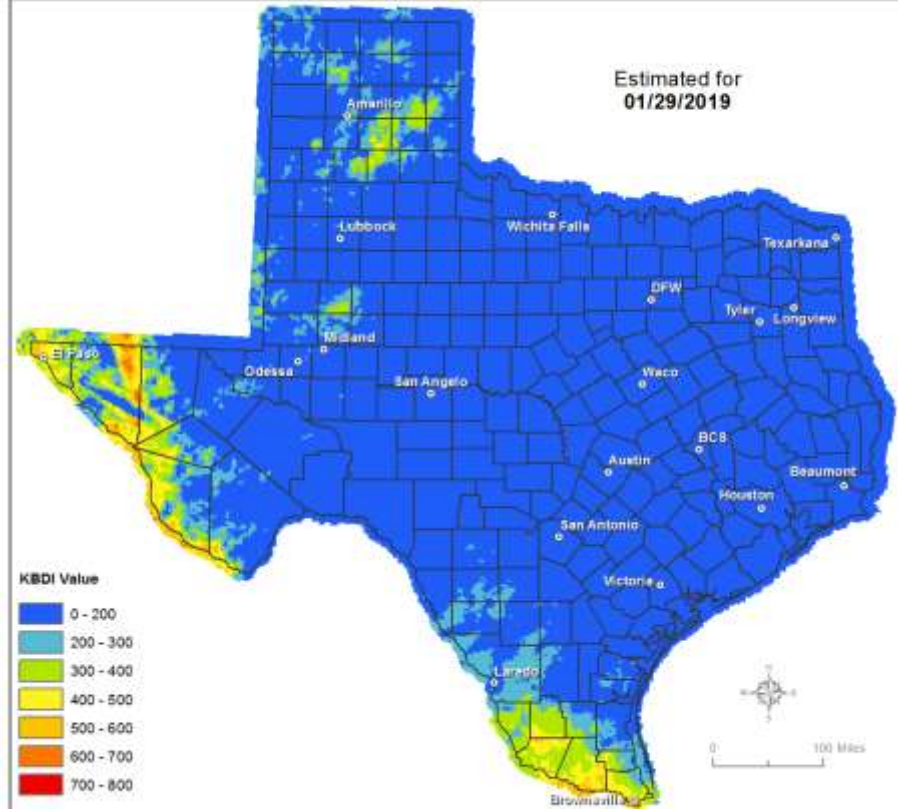 Estimated for
01/29/2019
Amarillo
Lubbock
Wichita Falls
Texarkana
DFW
Tyler
Longview
Midland
El Paso
Odessa
San Angelo
Waco
BCS
Austin
Beaumont
Houston
San Antonio
Victoria
Laredo
Brownsville
KBDI Value
0 - 200
200 - 300
300 - 400
400 - 500
500 - 600
600 - 700
700 - 800
0 100 Miles